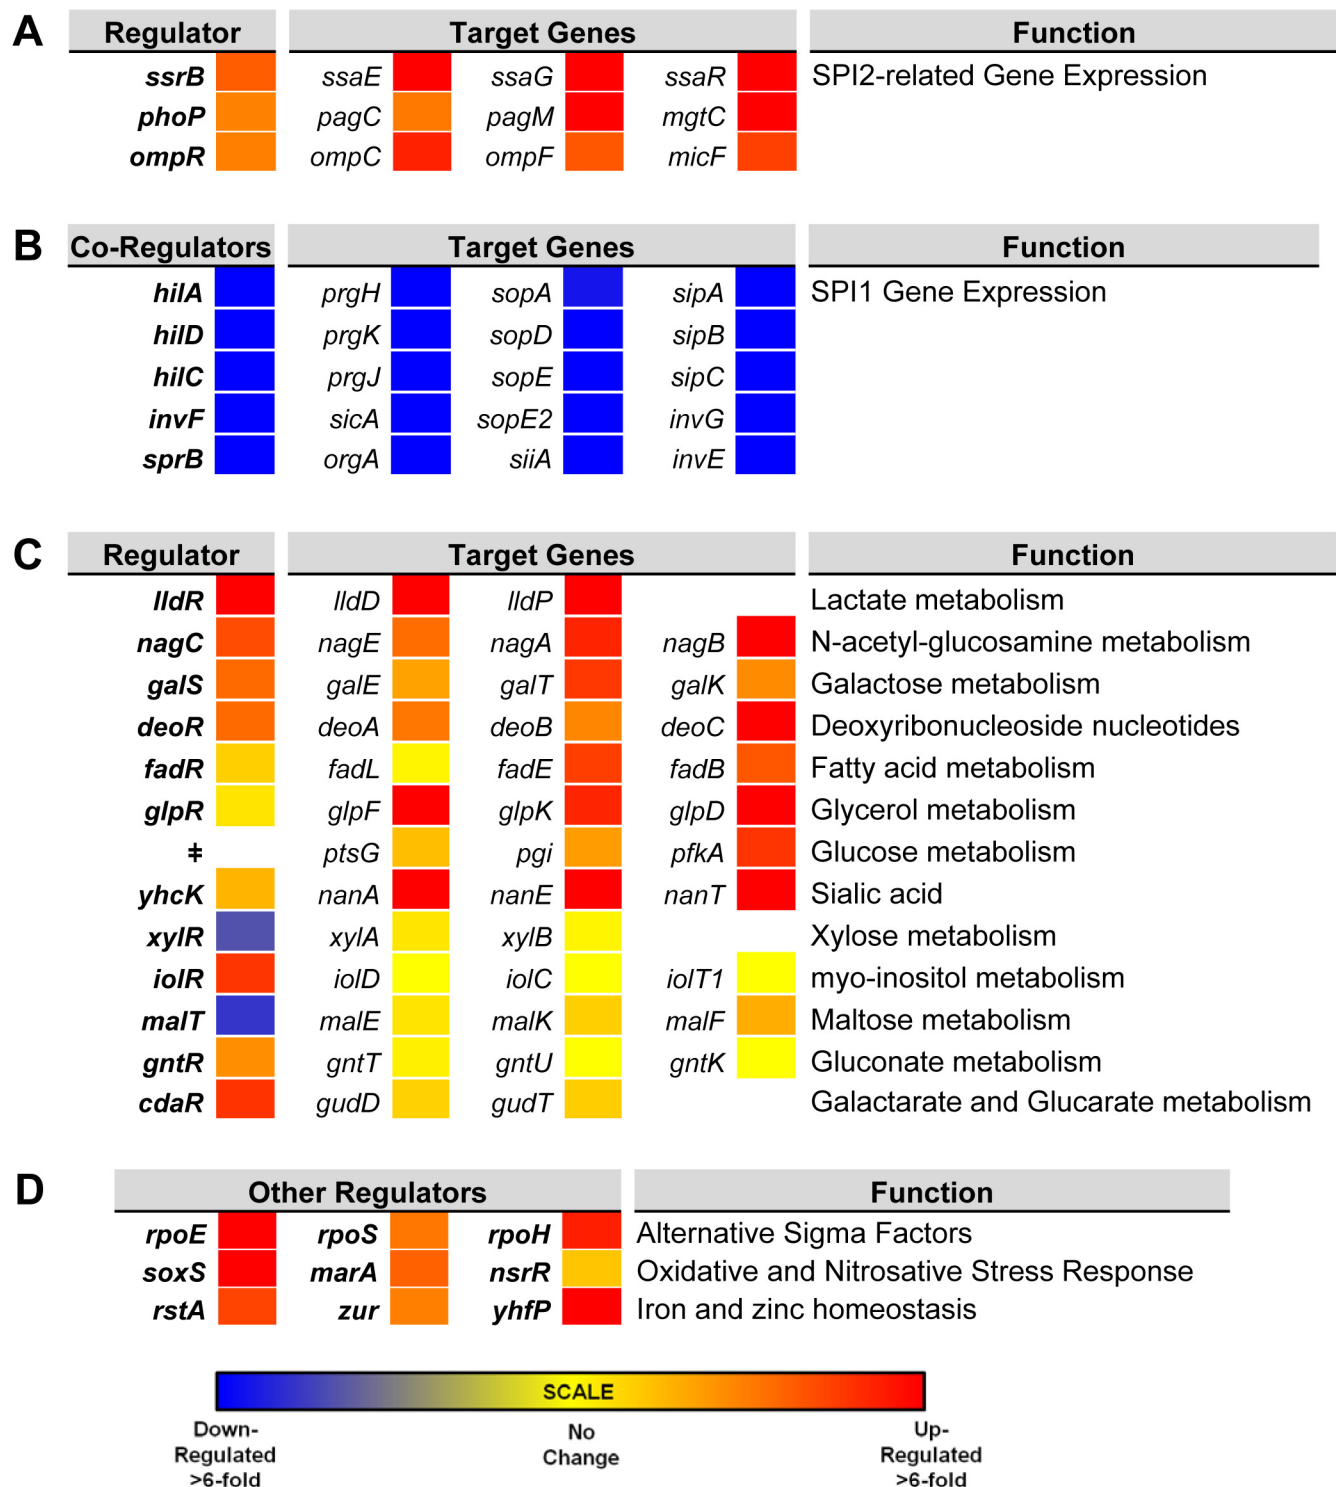 A Regulator Target Genes Function
ssrB ssaE ssaG ssaR SPI2-related Gene Expression
phoP pagC pagM mgtC
ompR ompC ompF micF
B Co-Regulators Target Genes Function
hilA prgH sopA sipA SPI1 Gene Expression
hilD prgK sopD sipB
hilC prgJ sopE sipC
invF sicA sopE2 invG
sprB orgA siiA invE
C Regulator Target Genes Function
lldR lldD lldP Lactate metabolism
nagC nagE nagA nagB N-acetyl-glucosamine metabolism
galS galE galT galK Galactose metabolism
deoR deoA deoB deoC Deoxyribonucleoside nucleotides
fadR fadL fadE fadB Fatty acid metabolism
glpR glpF glpK glpD Glycerol metabolism
ǂ ptsG pgi pfkA Glucose metabolism
yhcK nanA nanE nanT Sialic acid
xylR xylA xylB Xylose metabolism
iolR iolD iolC iolT1 myo-inositol metabolism
malT malE malK malF Maltose metabolism
gntR gntT gntU gntK Gluconate metabolism
cdaR gudD gudT Galactarate and Glucarate metabolism
D Other Regulators Function
rpoE rpoS rpoH Alternative Sigma Factors
soxS marA nsrR Oxidative and Nitrosative Stress Response
rstA zur yhfP Iron and zinc homeostasis
SCALE
Down- No Up-
Regulated Change Regulated
>6-fold >6-fold